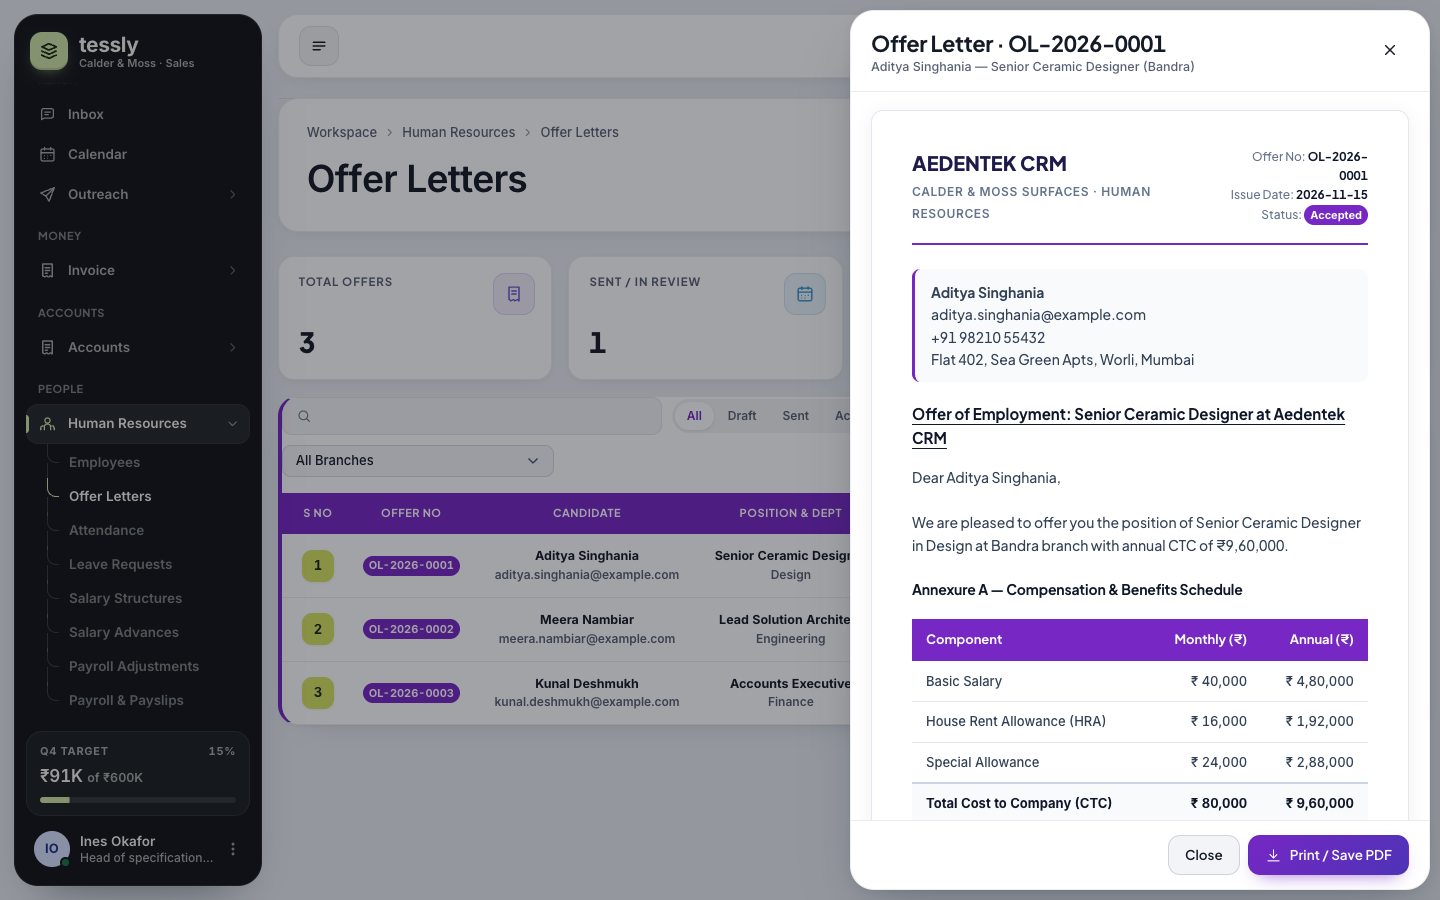 tessly
Calder & Moss · Sales
Inbox
Calendar
Outreach
MONEY
Invoice
ACCOUNTS
Accounts
PEOPLE
Human Resources
Employees
Offer Letters
Attendance
Leave Requests
Salary Structures
Salary Advances
Payroll Adjustments
Payroll & Payslips
Q4 TARGET 15%
₹91K of ₹600K
IO
Ines Okafor
Head of specification...
Workspace > Human Resources > Offer Letters
Offer Letters
TOTAL OFFERS
3
SENT / IN REVIEW
1
All Draft Sent Ac
All Branches
S NO OFFER NO CANDIDATE POSITION & DEPT
1 OL-2026-0001 Aditya Singhania Senior Ceramic Design
aditya.singhania@example.com Design
2 OL-2026-0002 Meera Nambiar Lead Solution Archite
meera.nambiar@example.com Engineering
3 OL-2026-0003 Kunal Deshmukh Accounts Executive
kunal.deshmukh@example.com Finance
Offer Letter · OL-2026-0001
Aditya Singhania — Senior Ceramic Designer (Bandra)
AEDENTEK CRM
CALDER & MOSS SURFACES · HUMAN
RESOURCES
Offer No: OL-2026-
0001
Issue Date: 2026-11-15
Status: Accepted
Aditya Singhania
aditya.singhania@example.com
+91 98210 55432
Flat 402, Sea Green Apts, Worli, Mumbai
Offer of Employment: Senior Ceramic Designer at Aedentek
CRM
Dear Aditya Singhania,
We are pleased to offer you the position of Senior Ceramic Designer
in Design at Bandra branch with annual CTC of ₹9,60,000.
Annexure A — Compensation & Benefits Schedule
Component Monthly (₹) Annual (₹)
Basic Salary ₹ 40,000 ₹ 4,80,000
House Rent Allowance (HRA) ₹ 16,000 ₹ 1,92,000
Special Allowance ₹ 24,000 ₹ 2,88,000
Total Cost to Company (CTC) ₹ 80,000 ₹ 9,60,000
Close
Print / Save PDF